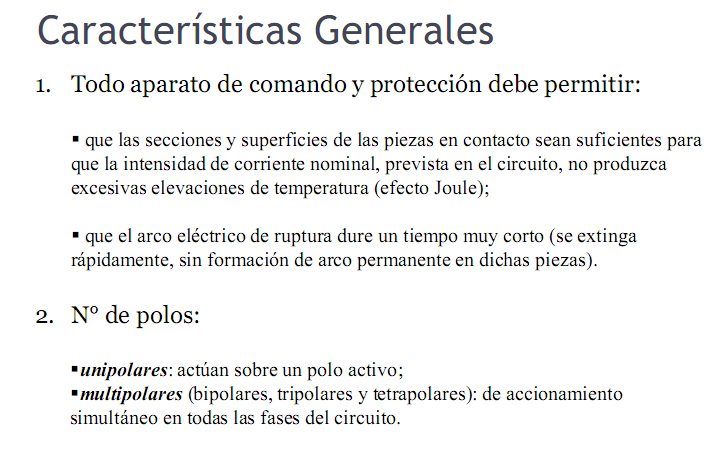 Características Generales
1. Todo aparato de comando y protección debe permitir:
▪ que las secciones y superficies de las piezas en contacto sean suficientes para
que la intensidad de corriente nominal, prevista en el circuito, no produzca
excesivas elevaciones de temperatura (efecto Joule);
▪ que el arco eléctrico de ruptura dure un tiempo muy corto (se extinga
rápidamente, sin formación de arco permanente en dichas piezas).
2. Nº de polos:
▪unipolares: actúan sobre un polo activo;
▪multipolares (bipolares, tripolares y tetrapolares): de accionamiento
simultáneo en todas las fases del circuito.